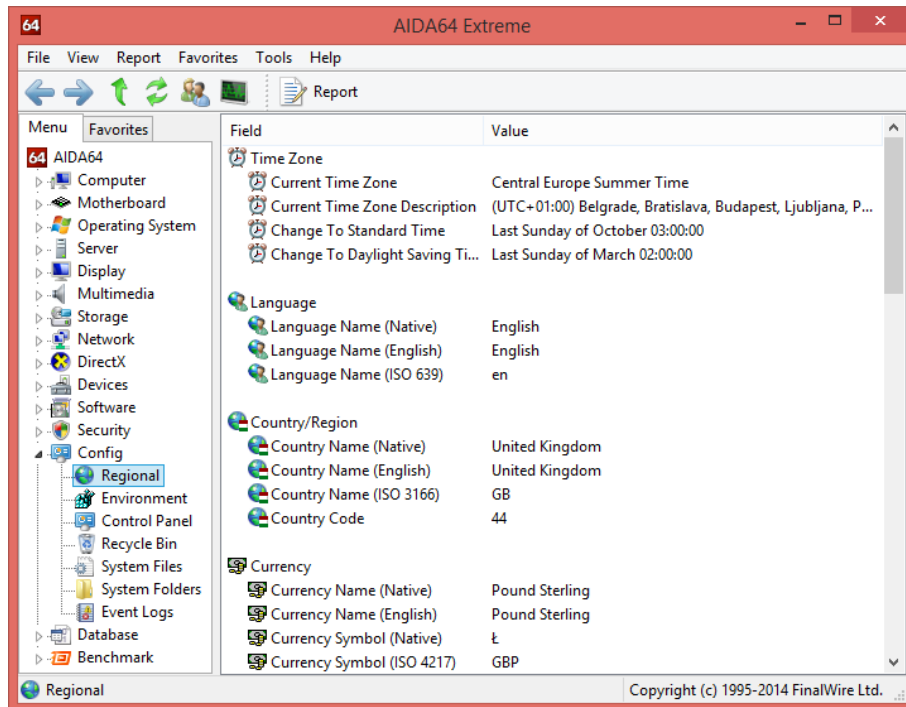 64 AIDA64 Extreme
File View Report Favorites Tools Help
Report
Menu Favorites
64 AIDA64
Computer
Motherboard
Operating System
Server
Display
Multimedia
Storage
Network
DirectX
Devices
Software
Security
Config
Regional
Environment
Control Panel
Recycle Bin
System Files
System Folders
Event Logs
Database
Benchmark
Field Value
Time Zone
Current Time Zone Central Europe Summer Time
Current Time Zone Description (UTC+01:00) Belgrade, Bratislava, Budapest, Ljubljana, P...
Change To Standard Time Last Sunday of October 03:00:00
Change To Daylight Saving Ti... Last Sunday of March 02:00:00
Language
Language Name (Native) English
Language Name (English) English
Language Name (ISO 639) en
Country/Region
Country Name (Native) United Kingdom
Country Name (English) United Kingdom
Country Name (ISO 3166) GB
Country Code 44
Currency
Currency Name (Native) Pound Sterling
Currency Name (English) Pound Sterling
Currency Symbol (Native) Ł
Currency Symbol (ISO 4217) GBP
Regional Copyright (c) 1995-2014 FinalWire Ltd.